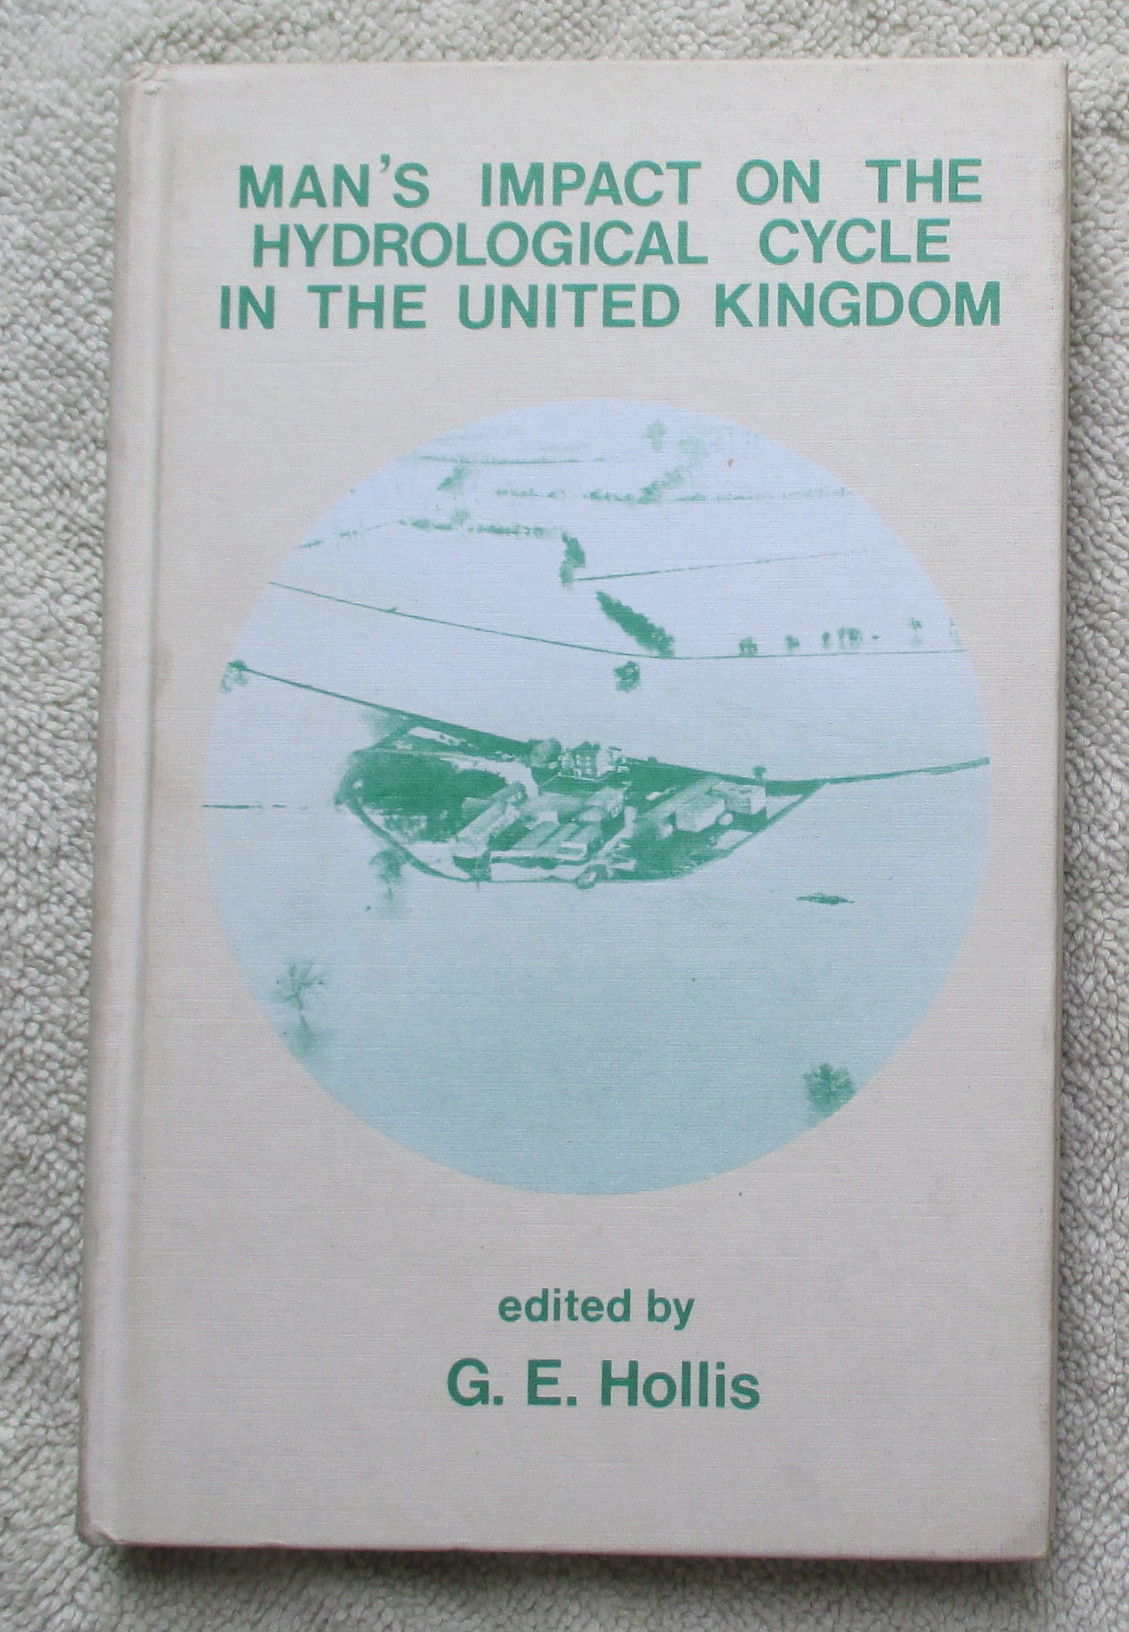 MAN'S IMPACT ON THE
HYDROLOGICAL CYCLE
IN THE UNITED KINGDOM
edited by
G. E. Hollis